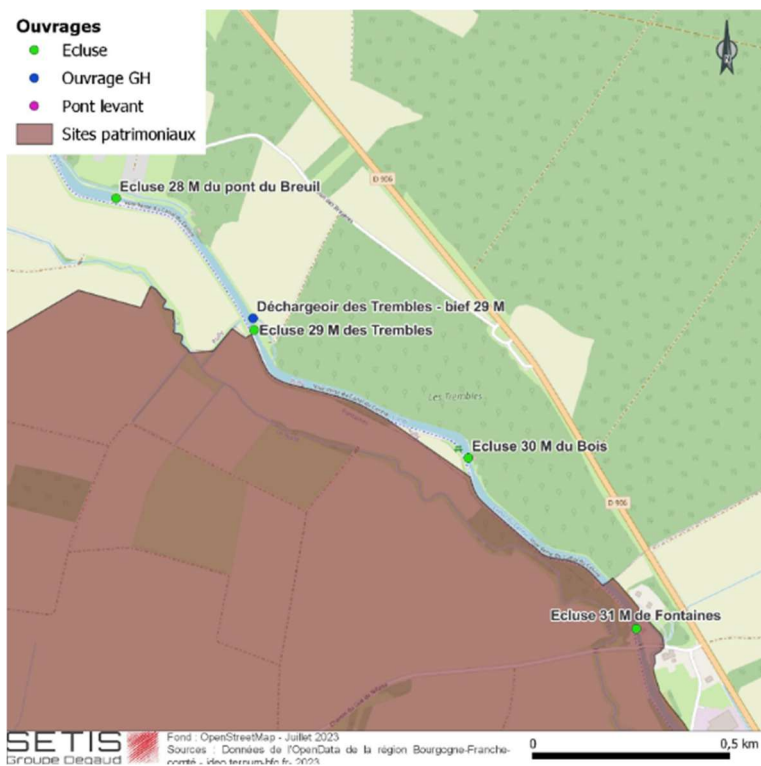 Ouvrages
Ecluse
Ouvrage GH
Pont levant
Sites patrimoniaux
D 906
Ecluse 28 M du pont du Breuil
Déchargeoir des Trembles - bief 29 M
Ecluse 29 M des Trembles
Les Trembles
Ecluse 30 M du Bois
D 906
Ecluse 31 M de Fontaines
SETIS
Groupe Degaud
Fond : OpenStreetMap - Juillet 2023
Sources : Données de l'OpenData de la région Bourgogne-Franche-
comté - ideo.ternum-bfc.fr- 2023
0
0,5 km